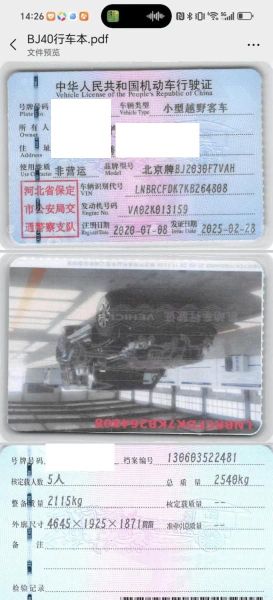 14:26
5G
51
BJ40行车本.pdf
文件预览
中华人民共和国机动车行驶证
Vehicle License of the People's Republic of China
号牌号码 车辆类型 小型越野客车
Plate No. Vehicle Type
所有人
Owner
住址
Address
使用性质 非营运 品牌型号 北京牌BJ2030F7VAH
Use Character Model
河北省保定
市公安局交
通警察支队
车辆识别代号 LNBRCFDK7KB264808
VIN
发动机号码 VA02K013159
Engine No.
注册日期 2020-07-08 发证日期 2025-02-28
Register Date Issue Date
LNBRCFDK7KB264808
号牌号码 档案编号 130603522481
核定载人数 5人 总质量 2540kg
整备质量 2115kg 核定载质量 --
外廓尺寸 4645×1925×1871mm 准牵引总质量 --
备注
检验记录